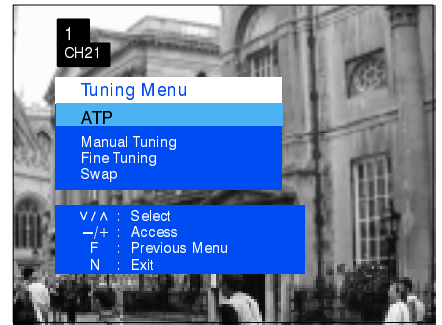 1
CH21
Tuning Menu
ATP
Manual Tuning
Fine Tuning
Swap
∨/∧ : Select
−/+ : Access
F : Previous Menu
N : Exit